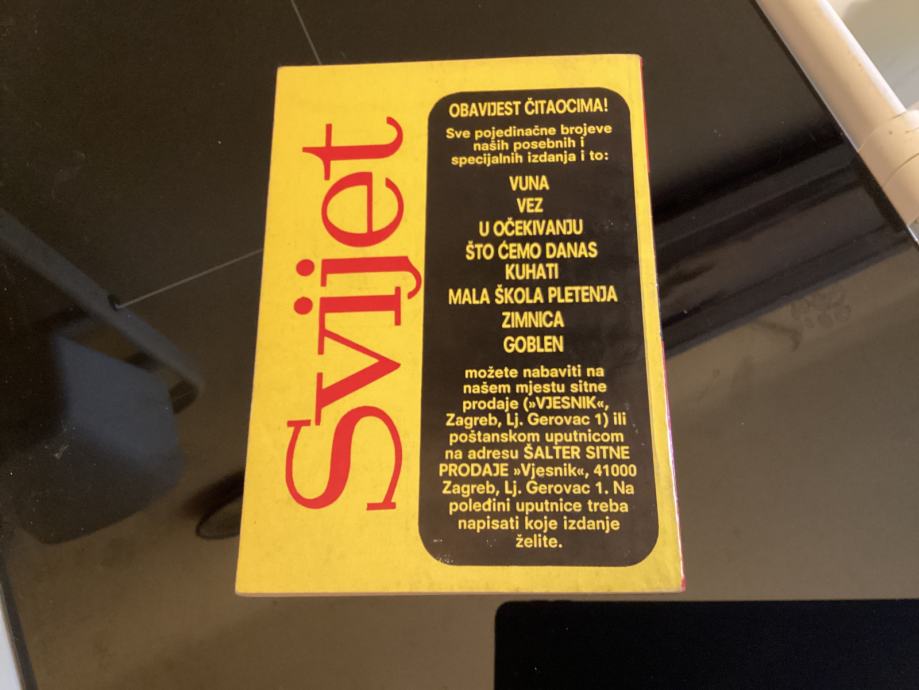 Svijet
OBAVIJEST ČITAOCIMA!
Sve pojedinačne brojeve
naših posebnih i
specijalnih izdanja i to:
VUNA
VEZ
U OČEKIVANJU
ŠTO ĆEMO DANAS
KUHATI
MALA ŠKOLA PLETENJA
ZIMNICA
GOBLEN
možete nabaviti na
našem mjestu sitne
prodaje (»VJESNIK«,
Zagreb, Lj. Gerovac 1) ili
poštanskom uputnicom
na adresu ŠALTER SITNE
PRODAJE »Vjesnik«, 41000
Zagreb, Lj. Gerovac 1. Na
poleđini uputnice treba
napisati koje izdanje
želite.